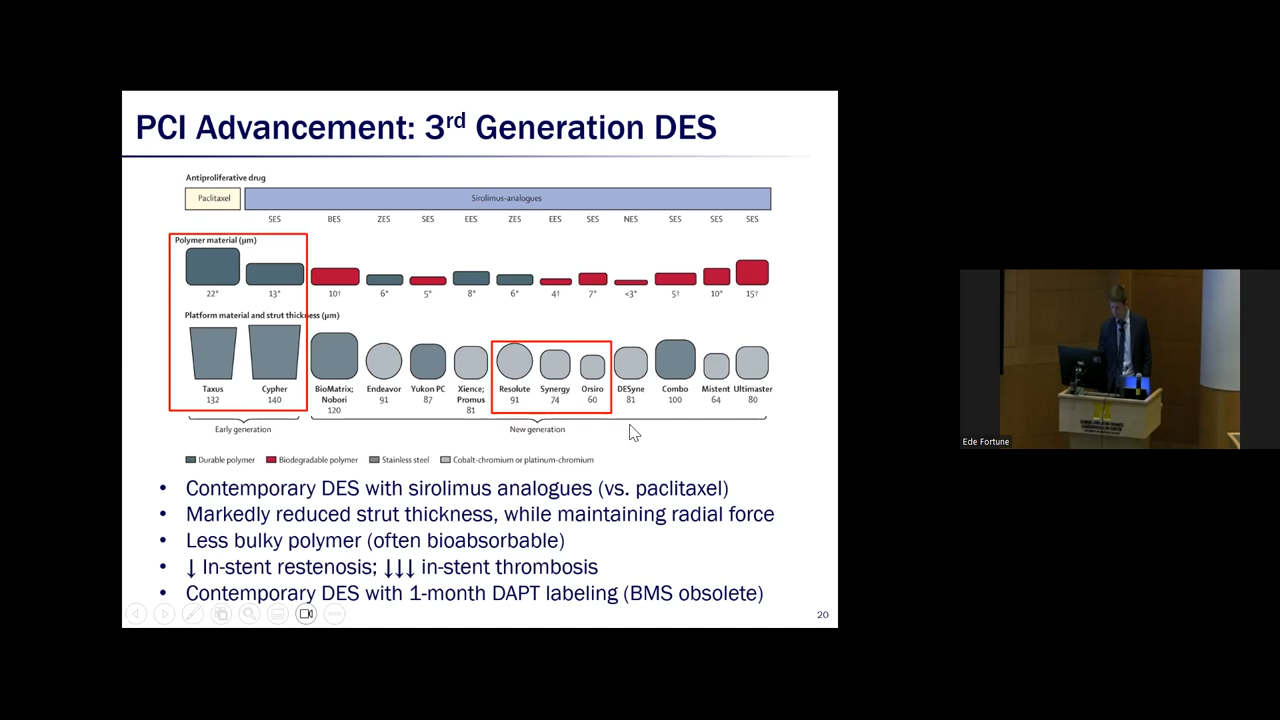 PCI Advancement: 3rd Generation DES
Antiproliferative drug
Paclitaxel Sirolimus-analogues
SES BES ZES SES EES ZES EES SES NES SES SES SES
Polymer material (µm)
22* 13* 10† 6* 5* 8* 6* 4† 7* <3* 5† 10* 15†
Platform material and strut thickness (µm)
Taxus Cypher BioMatrix; Endeavor Yukon PC Xience; Resolute Synergy Orsiro DESyne Combo Mistent Ultimaster
132 140 Nobori 91 87 Promus 91 74 60 81 100 64 80
120 81
Early generation New generation
Durable polymer Biodegradable polymer Stainless steel Cobalt-chromium or platinum-chromium
• Contemporary DES with sirolimus analogues (vs. paclitaxel)
• Markedly reduced strut thickness, while maintaining radial force
• Less bulky polymer (often bioabsorbable)
• ↓ In-stent restenosis; ↓↓↓ in-stent thrombosis
• Contemporary DES with 1-month DAPT labeling (BMS obsolete)
20
Ede Fortune